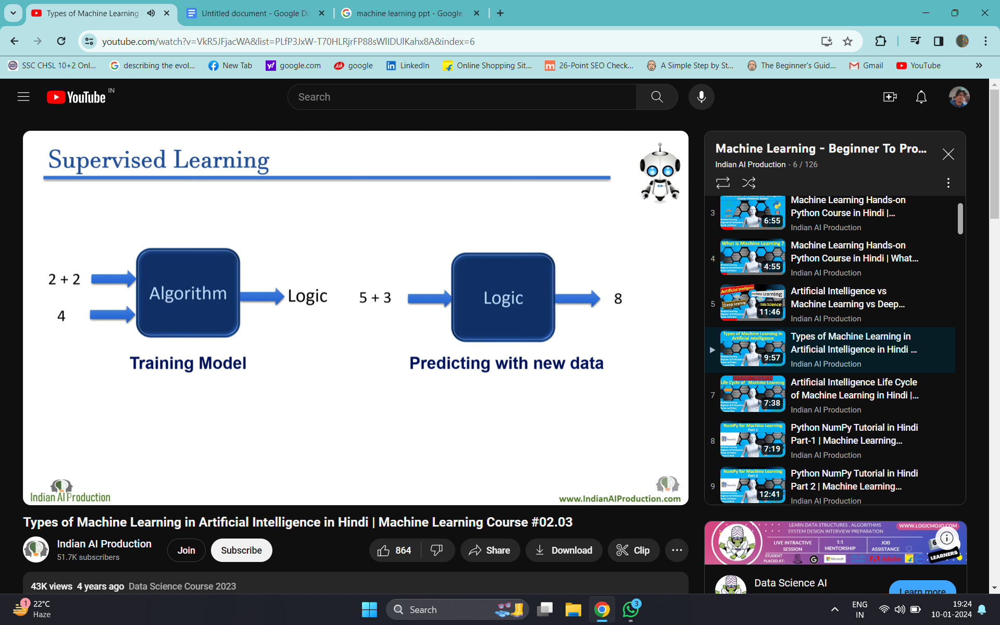 Types of Machine Learning
Untitled document - Google Do
machine learning ppt - Google
youtube.com/watch?v=VkR5JFjacWA&list=PLfP3JxW-T70HLRjrFP88sWlIDUlKahx8A&index=6
SSC CHSL 10+2 Onl...
describing the evol...
New Tab
google.com
google
LinkedIn
Online Shopping Sit...
26-Point SEO Check...
A Simple Step by St...
The Beginner's Guid...
Gmail
YouTube
YouTube IN
Search
Supervised Learning
2 + 2
4
Algorithm
Logic
5 + 3
Logic
8
Training Model
Predicting with new data
Indian AI Production
www.IndianAIProduction.com
Machine Learning - Beginner To Pro...
Indian AI Production - 6 / 126
3
6:55
Machine Learning Hands-on
Python Course in Hindi |...
Indian AI Production
4
What is Machine Learning ?
4:55
Machine Learning Hands-on
Python Course in Hindi | What...
Indian AI Production
5
Artificial Intelligence
Machine Learning
Deep Learning
Data Science
11:46
Artificial Intelligence vs
Machine Learning vs Deep...
Indian AI Production
Types of Machine Learning in
Artificial Intelligence
9:57
Types of Machine Learning in
Artificial Intelligence in Hindi ...
Indian AI Production
7
Life Cycle of Machine Learning
7:38
Artificial Intelligence Life Cycle
of Machine Learning in Hindi |...
Indian AI Production
8
NumPy for Machine Learning
Part 1
NumPy
7:19
Python NumPy Tutorial in Hindi
Part-1 | Machine Learning...
Indian AI Production
9
NumPy for Machine Learning
Part 2
NumPy
12:41
Python NumPy Tutorial in Hindi
Part 2 | Machine Learning...
Indian AI Production
Types of Machine Learning in Artificial Intelligence in Hindi | Machine Learning Course #02.03
Indian AI Production
51.7K subscribers
Join
Subscribe
864
Share
Download
Clip
43K views 4 years ago Data Science Course 2023
LEARN DATA STRUCTURES , ALGORITHMS
SYSTEM DESIGN INTERVIEW PREPARATION
WWW.LOGICMOJO.COM
LIVE INTRACTIVE
SESSION
1:1
MENTORSHIP
JOB
ASSISTANCE
STUDENT
PLACED AT:
Microsoft
Adobe
LEARNERS
Data Science AI
Learn more
1
22°C
Haze
Search
3
ENG
IN
19:24
10-01-2024